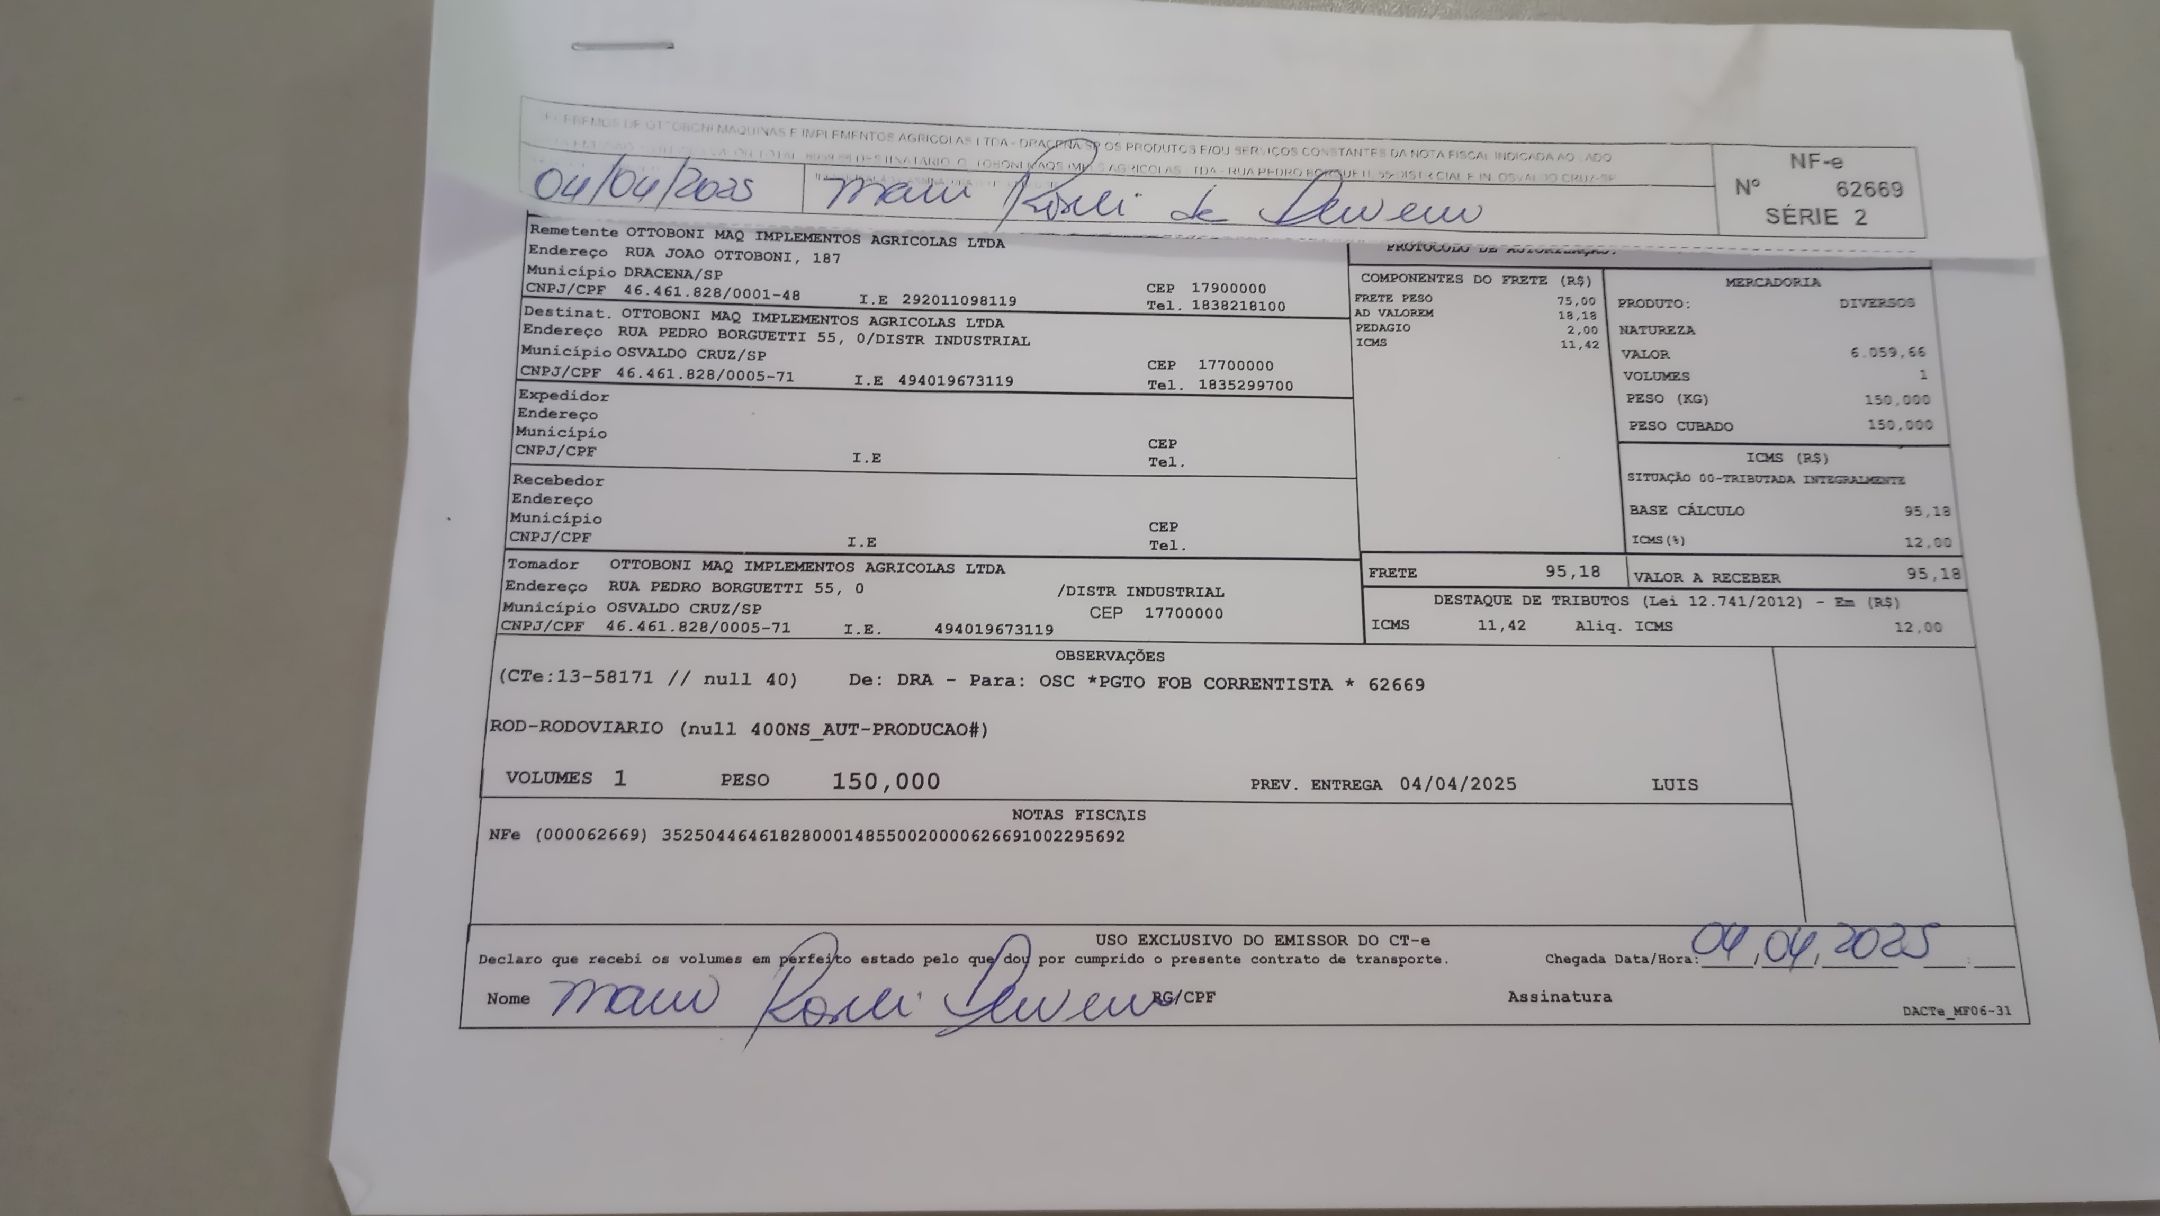 OTTOBONI MAQUINAS E IMPLEMENTOS AGRICOLAS LTDA - DRACENA SP OS PRODUTOS E/OU SERVIÇOS CONSTANTES DA NOTA FISCAL INDICADA AO LADO
NF-e
Nº 62669
SÉRIE 2
04/04/2025
Remetente OTTOBONI MAQ IMPLEMENTOS AGRICOLAS LTDA
Endereço RUA JOAO OTTOBONI, 187
Município DRACENA/SP CEP 17900000
CNPJ/CPF 46.461.828/0001-48 I.E 292011098119 Tel. 1838218100
Destinat. OTTOBONI MAQ IMPLEMENTOS AGRICOLAS LTDA
Endereço RUA PEDRO BORGUETTI 55, 0/DISTR INDUSTRIAL
Município OSVALDO CRUZ/SP CEP 17700000
CNPJ/CPF 46.461.828/0005-71 I.E 494019673119 Tel. 1835299700
Expedidor
Endereço
Município CEP
CNPJ/CPF I.E Tel.
Recebedor
Endereço
Município CEP
CNPJ/CPF I.E Tel.
Tomador OTTOBONI MAQ IMPLEMENTOS AGRICOLAS LTDA
Endereço RUA PEDRO BORGUETTI 55, 0 /DISTR INDUSTRIAL
Município OSVALDO CRUZ/SP CEP 17700000
CNPJ/CPF 46.461.828/0005-71 I.E. 494019673119
PROTOCOLO DE AUTORIZAÇÃO:
COMPONENTES DO FRETE (R$)
FRETE PESO 75,00
AD VALOREM 18,18
PEDAGIO 2,00
ICMS 11,42
MERCADORIA
PRODUTO: DIVERSOS
NATUREZA
VALOR 6.059,66
VOLUMES 1
PESO (KG) 150,000
PESO CUBADO 150,000
ICMS (R$)
SITUAÇÃO 00-TRIBUTADA INTEGRALMENTE
BASE CÁLCULO 95,18
ICMS(%) 12,00
FRETE 95,18 VALOR A RECEBER 95,18
DESTAQUE DE TRIBUTOS (Lei 12.741/2012) - Em (R$)
ICMS 11,42 Aliq. ICMS 12,00
OBSERVAÇÕES
(CTe:13-58171 // null 40) De: DRA - Para: OSC *PGTO FOB CORRENTISTA * 62669
ROD-RODOVIARIO (null 400NS_AUT-PRODUCAO#)
VOLUMES 1 PESO 150,000 PREV. ENTREGA 04/04/2025 LUIS
NOTAS FISCAIS
NFe (000062669) 35250446461828000148550020000626691002295692
USO EXCLUSIVO DO EMISSOR DO CT-e
Declaro que recebi os volumes em perfeito estado pelo que dou por cumprido o presente contrato de transporte. Chegada Data/Hora: 04/04/2025
Nome RG/CPF Assinatura
DACTe_MF06-31